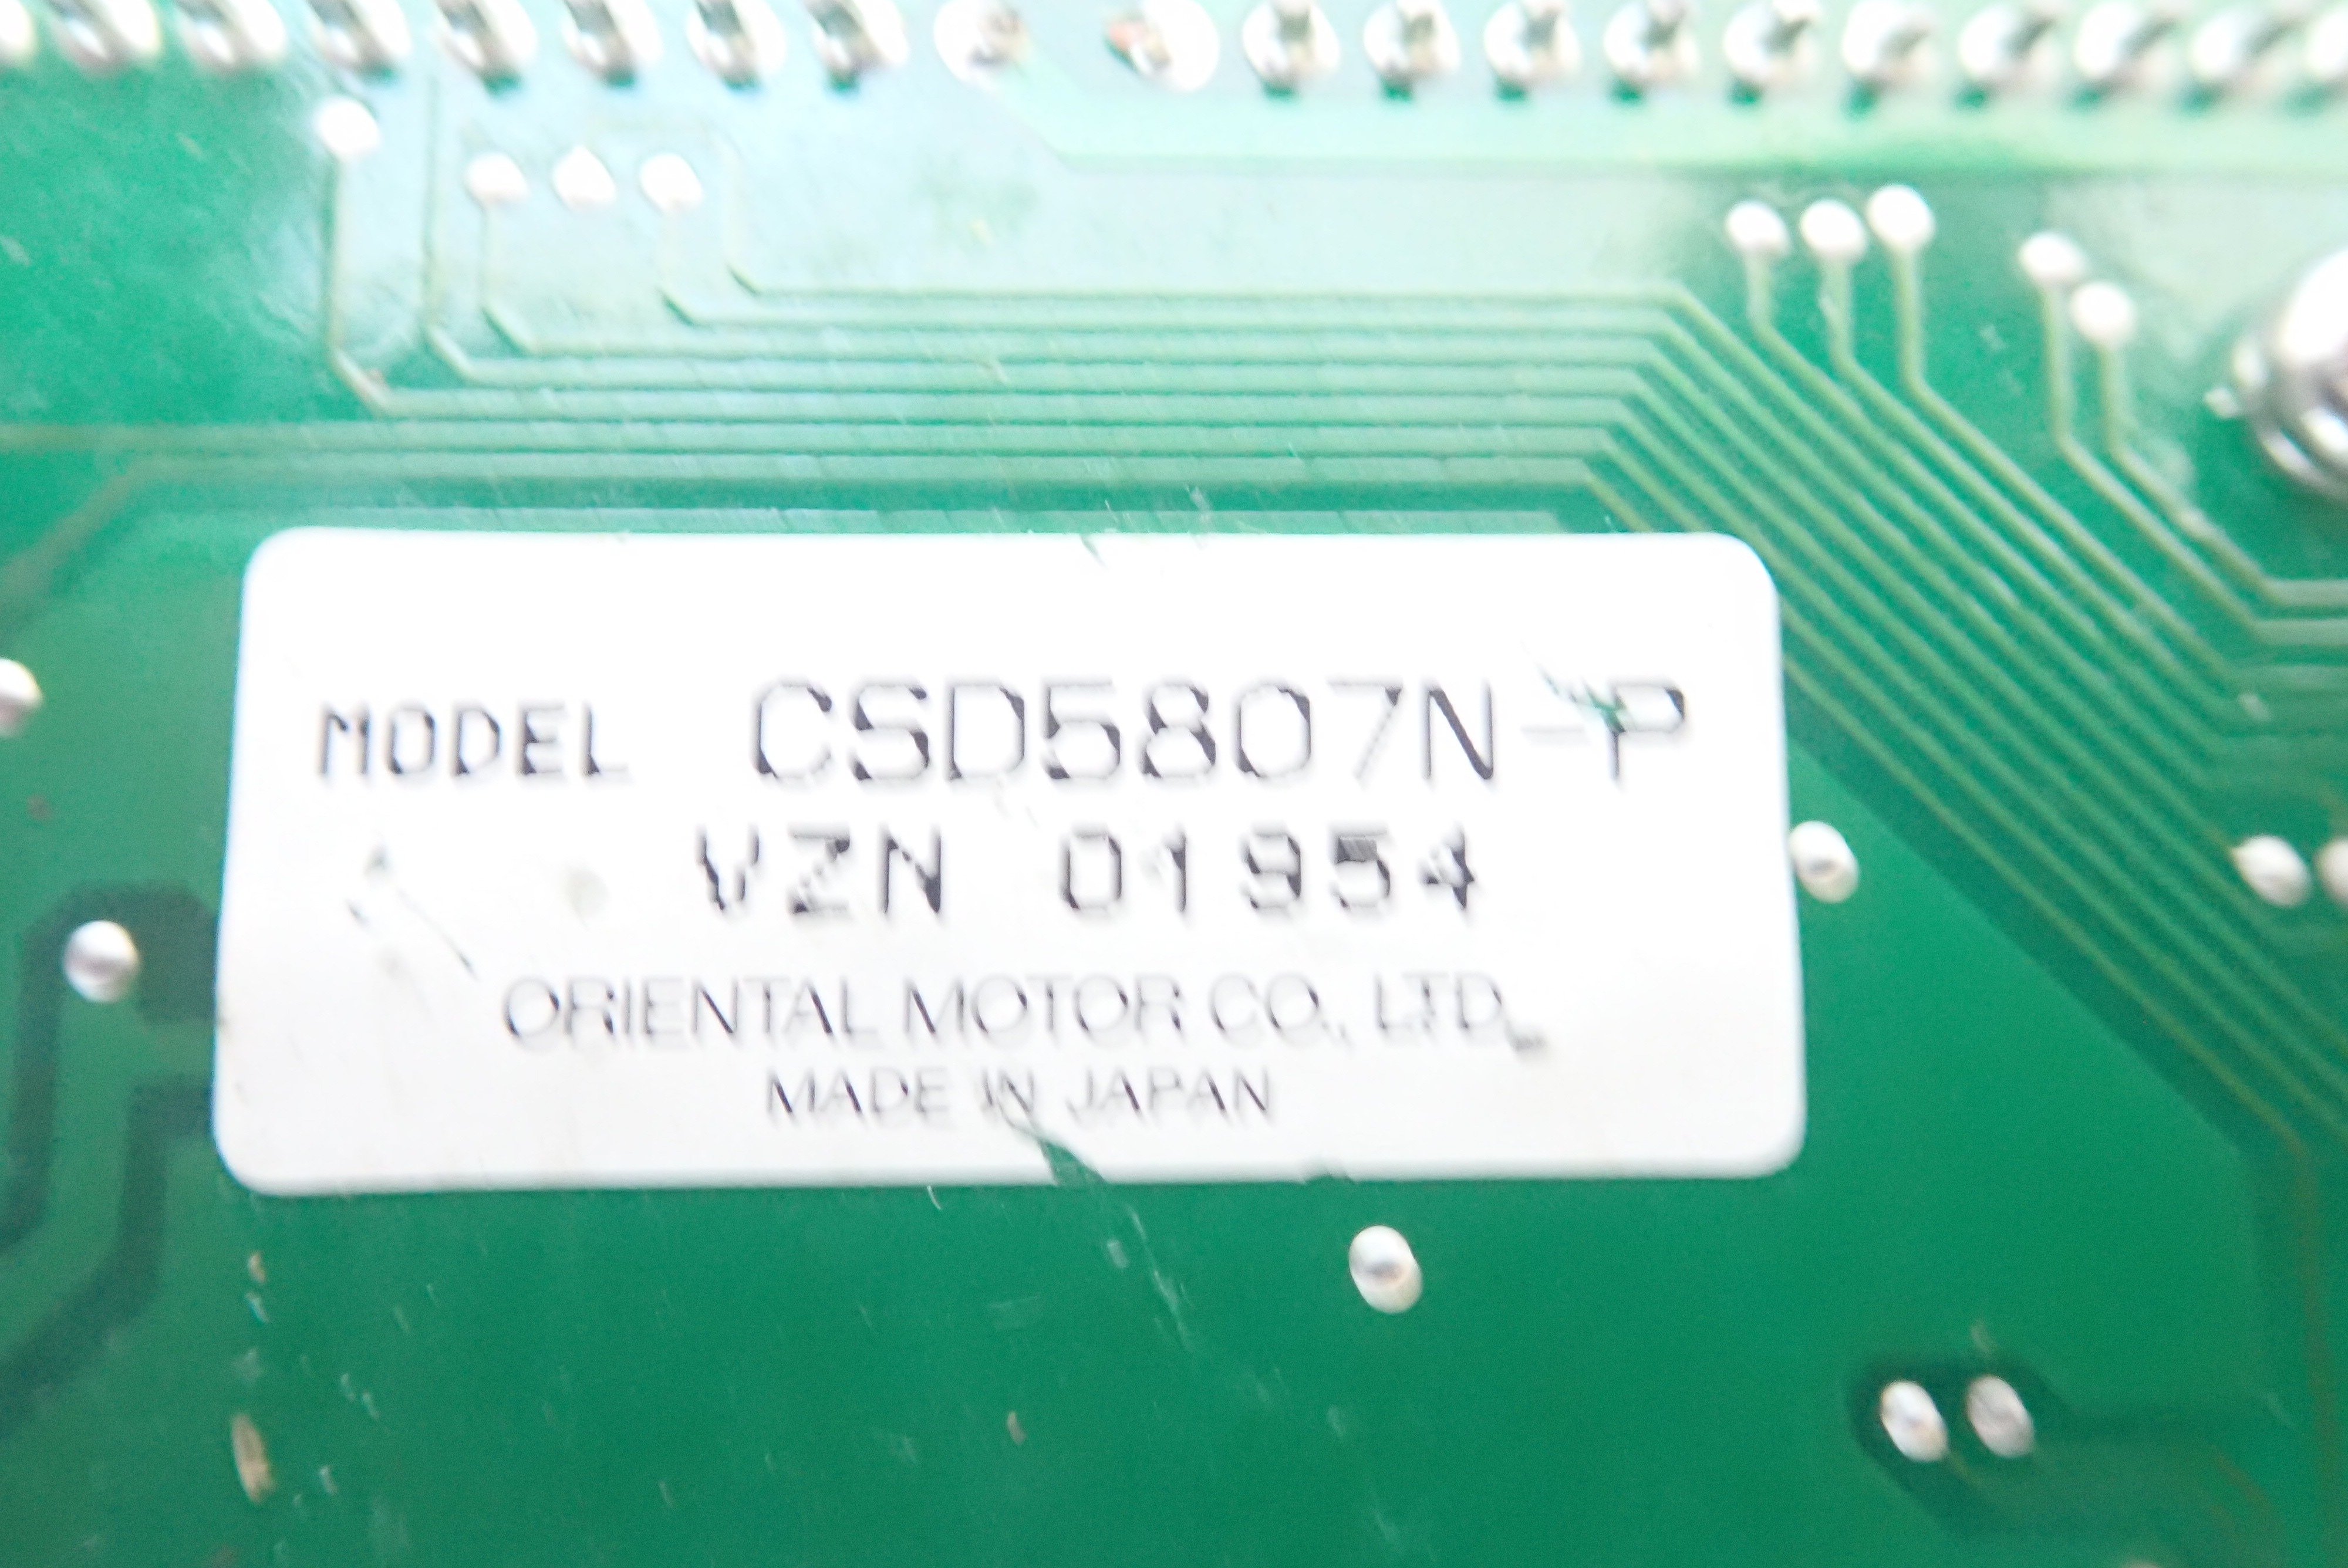 MODEL CSD5807N-P
VZN 01954
ORIENTAL MOTOR CO., LTD.
MADE IN JAPAN